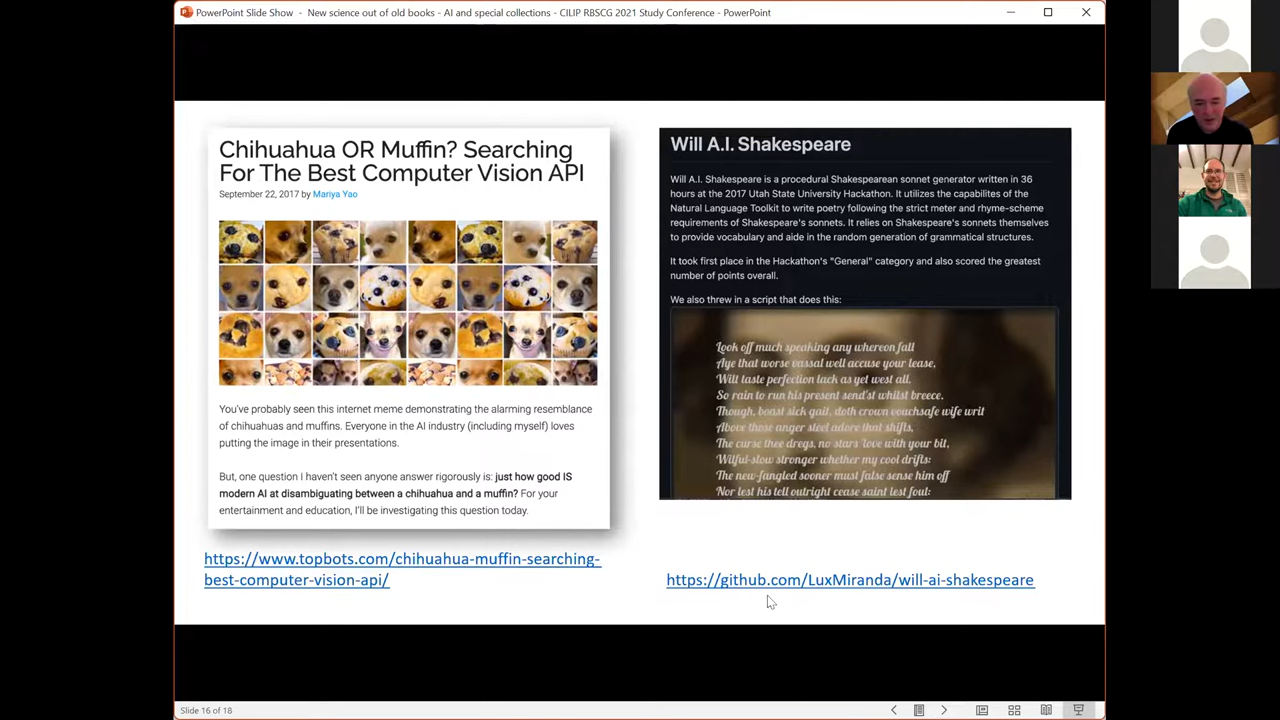 PowerPoint Slide Show - New science out of old books - AI and special collections - CILIP RBSCG 2021 Study Conference - PowerPoint
Chihuahua OR Muffin? Searching
For The Best Computer Vision API
September 22, 2017 by Mariya Yao
You've probably seen this internet meme demonstrating the alarming resemblance
of chihuahuas and muffins. Everyone in the AI industry (including myself) loves
putting the image in their presentations.
But, one question I haven't seen anyone answer rigorously is: just how good IS
modern AI at disambiguating between a chihuahua and a muffin? For your
entertainment and education, I'll be investigating this question today.
https://www.topbots.com/chihuahua-muffin-searching-
best-computer-vision-api/
Will A.I. Shakespeare
Will A.I. Shakespeare is a procedural Shakespearean sonnet generator written in 36
hours at the 2017 Utah State University Hackathon. It utilizes the capabilites of the
Natural Language Toolkit to write poetry following the strict meter and rhyme-scheme
requirements of Shakespeare's sonnets. It relies on Shakespeare's sonnets themselves
to provide vocabulary and aide in the random generation of grammatical structures.
It took first place in the Hackathon's "General" category and also scored the greatest
number of points overall.
We also threw in a script that does this:
Look off much speaking any whereon fall
Aye that worse vassal well accuse your lease,
Will taste perfection lack as yet west all.
So rain to run his present send'st whilst breeze.
Though, boast sick gail, doth crown vouchsafe wife writ
Above those anger steel adore that shifts,
The curse thee dregs, no stars 'love with your bit,
Wilful-slow stronger whether my cool drifts:
The new-fangled sooner must false sense him off
Nor lest his tell outright cease saint lest foul:
https://github.com/LuxMiranda/will-ai-shakespeare
Slide 16 of 18